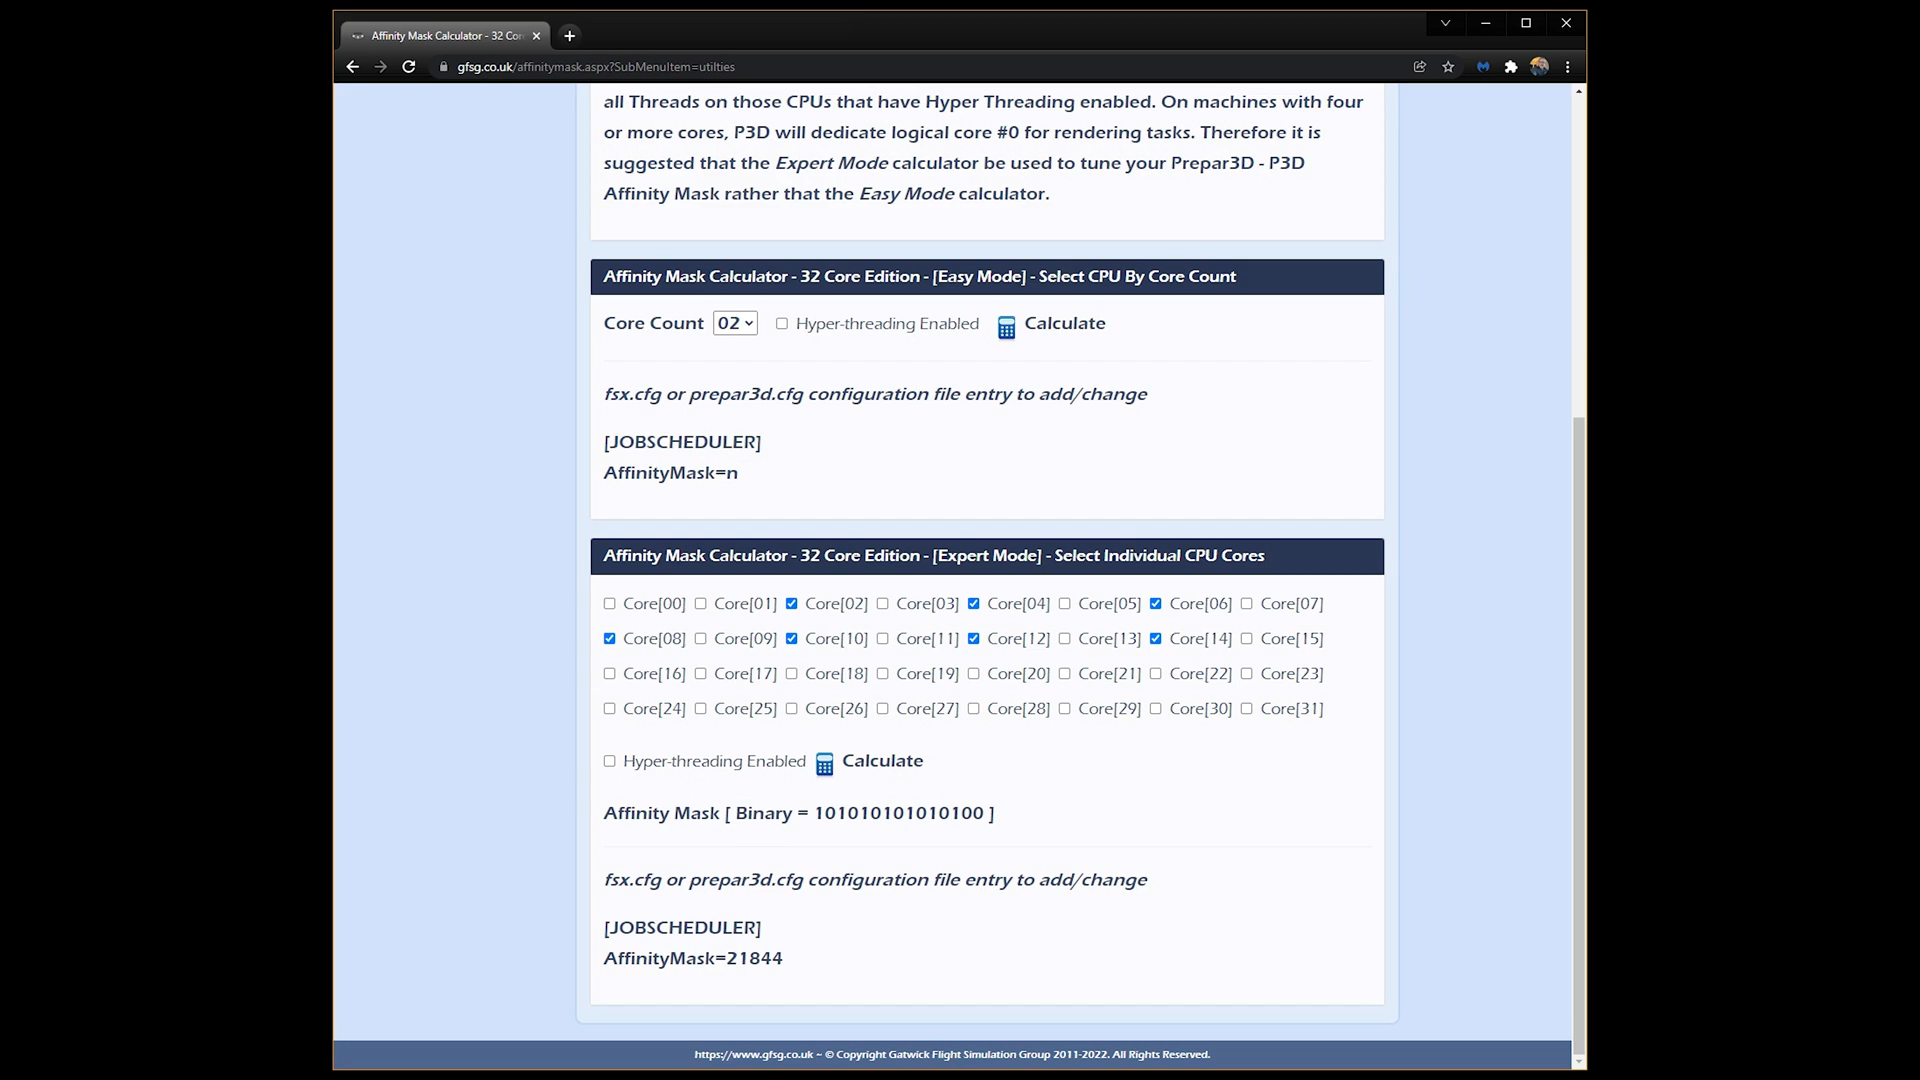 Affinity Mask Calculator - 32 Cor
gfsg.co.uk/affinitymask.aspx?SubMenuItem=utilties
all Threads on those CPUs that have Hyper Threading enabled. On machines with four
or more cores, P3D will dedicate logical core #0 for rendering tasks. Therefore it is
suggested that the Expert Mode calculator be used to tune your Prepar3D - P3D
Affinity Mask rather that the Easy Mode calculator.
Affinity Mask Calculator - 32 Core Edition - [Easy Mode] - Select CPU By Core Count
Core Count 02 Hyper-threading Enabled Calculate
fsx.cfg or prepar3d.cfg configuration file entry to add/change
[JOBSCHEDULER]
AffinityMask=n
Affinity Mask Calculator - 32 Core Edition - [Expert Mode] - Select Individual CPU Cores
Core[00] Core[01] Core[02] Core[03] Core[04] Core[05] Core[06] Core[07]
Core[08] Core[09] Core[10] Core[11] Core[12] Core[13] Core[14] Core[15]
Core[16] Core[17] Core[18] Core[19] Core[20] Core[21] Core[22] Core[23]
Core[24] Core[25] Core[26] Core[27] Core[28] Core[29] Core[30] Core[31]
Hyper-threading Enabled Calculate
Affinity Mask [ Binary = 101010101010100 ]
fsx.cfg or prepar3d.cfg configuration file entry to add/change
[JOBSCHEDULER]
AffinityMask=21844
https://www.gfsg.co.uk ~ © Copyright Gatwick Flight Simulation Group 2011-2022. All Rights Reserved.